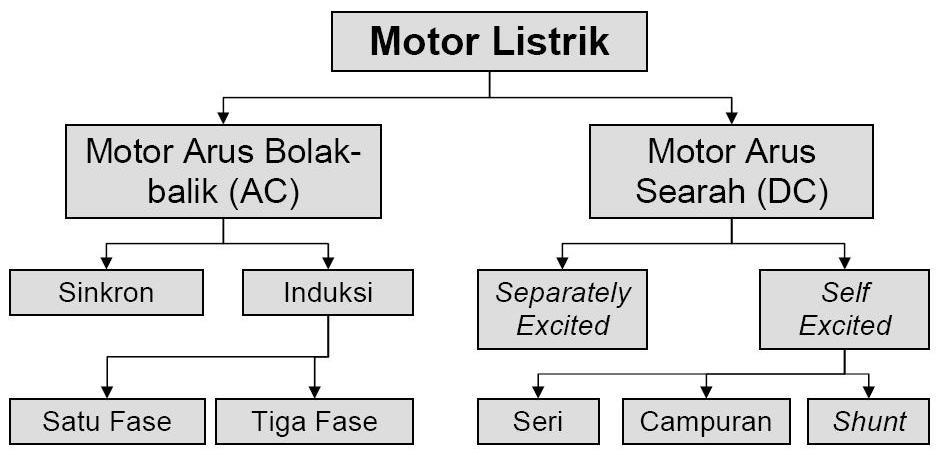 Motor Listrik
Motor Arus Bolak-
balik (AC)
Motor Arus
Searah (DC)
Sinkron
Induksi
Separately
Excited
Self
Excited
Satu Fase
Tiga Fase
Seri
Campuran
Shunt